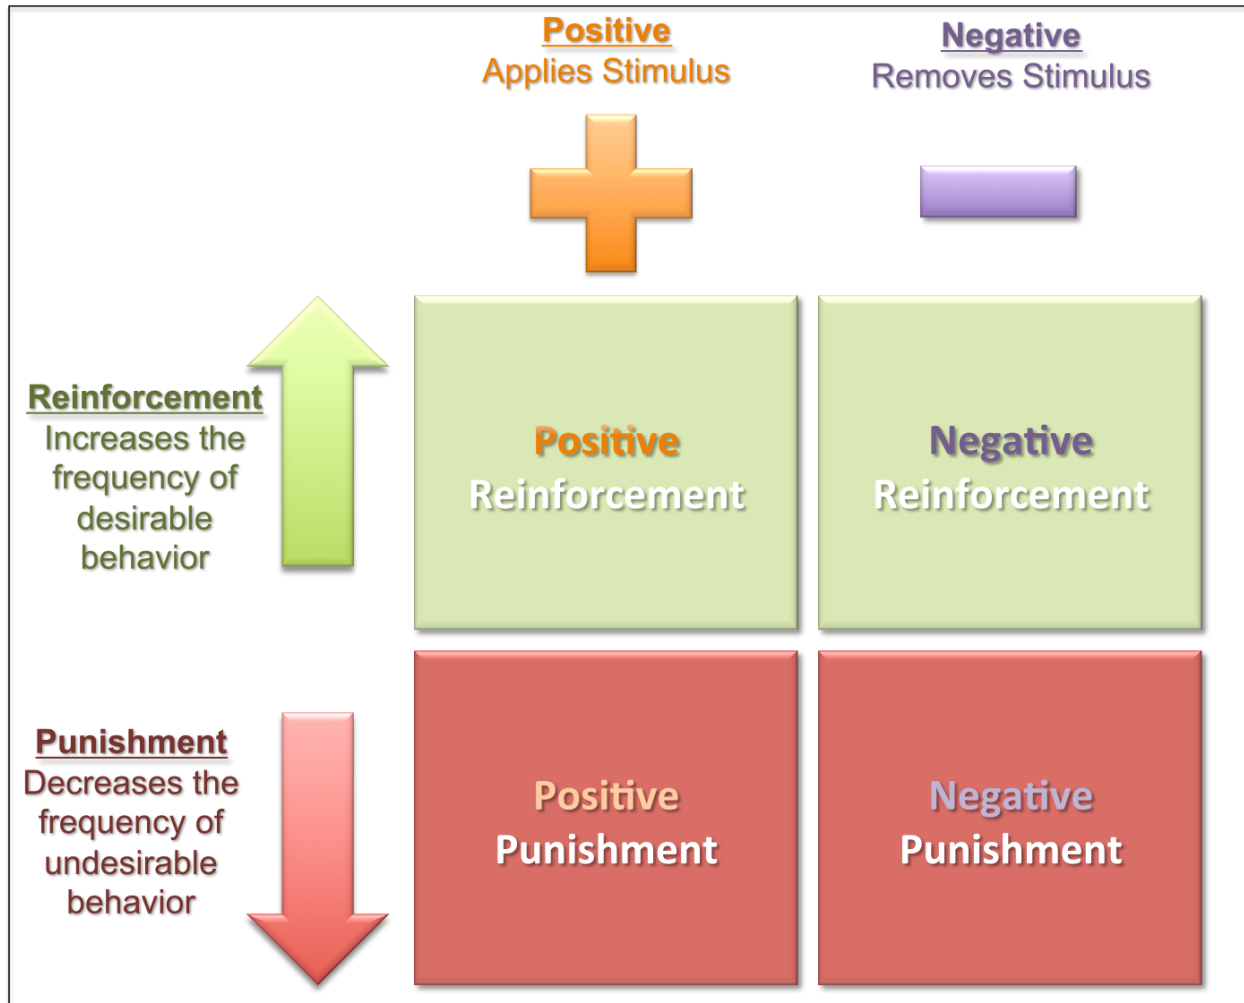 Positive
Applies Stimulus
Negative
Removes Stimulus
Reinforcement
Increases the
frequency of
desirable
behavior
Positive
Reinforcement
Negative
Reinforcement
Punishment
Decreases the
frequency of
undesirable
behavior
Positive
Punishment
Negative
Punishment